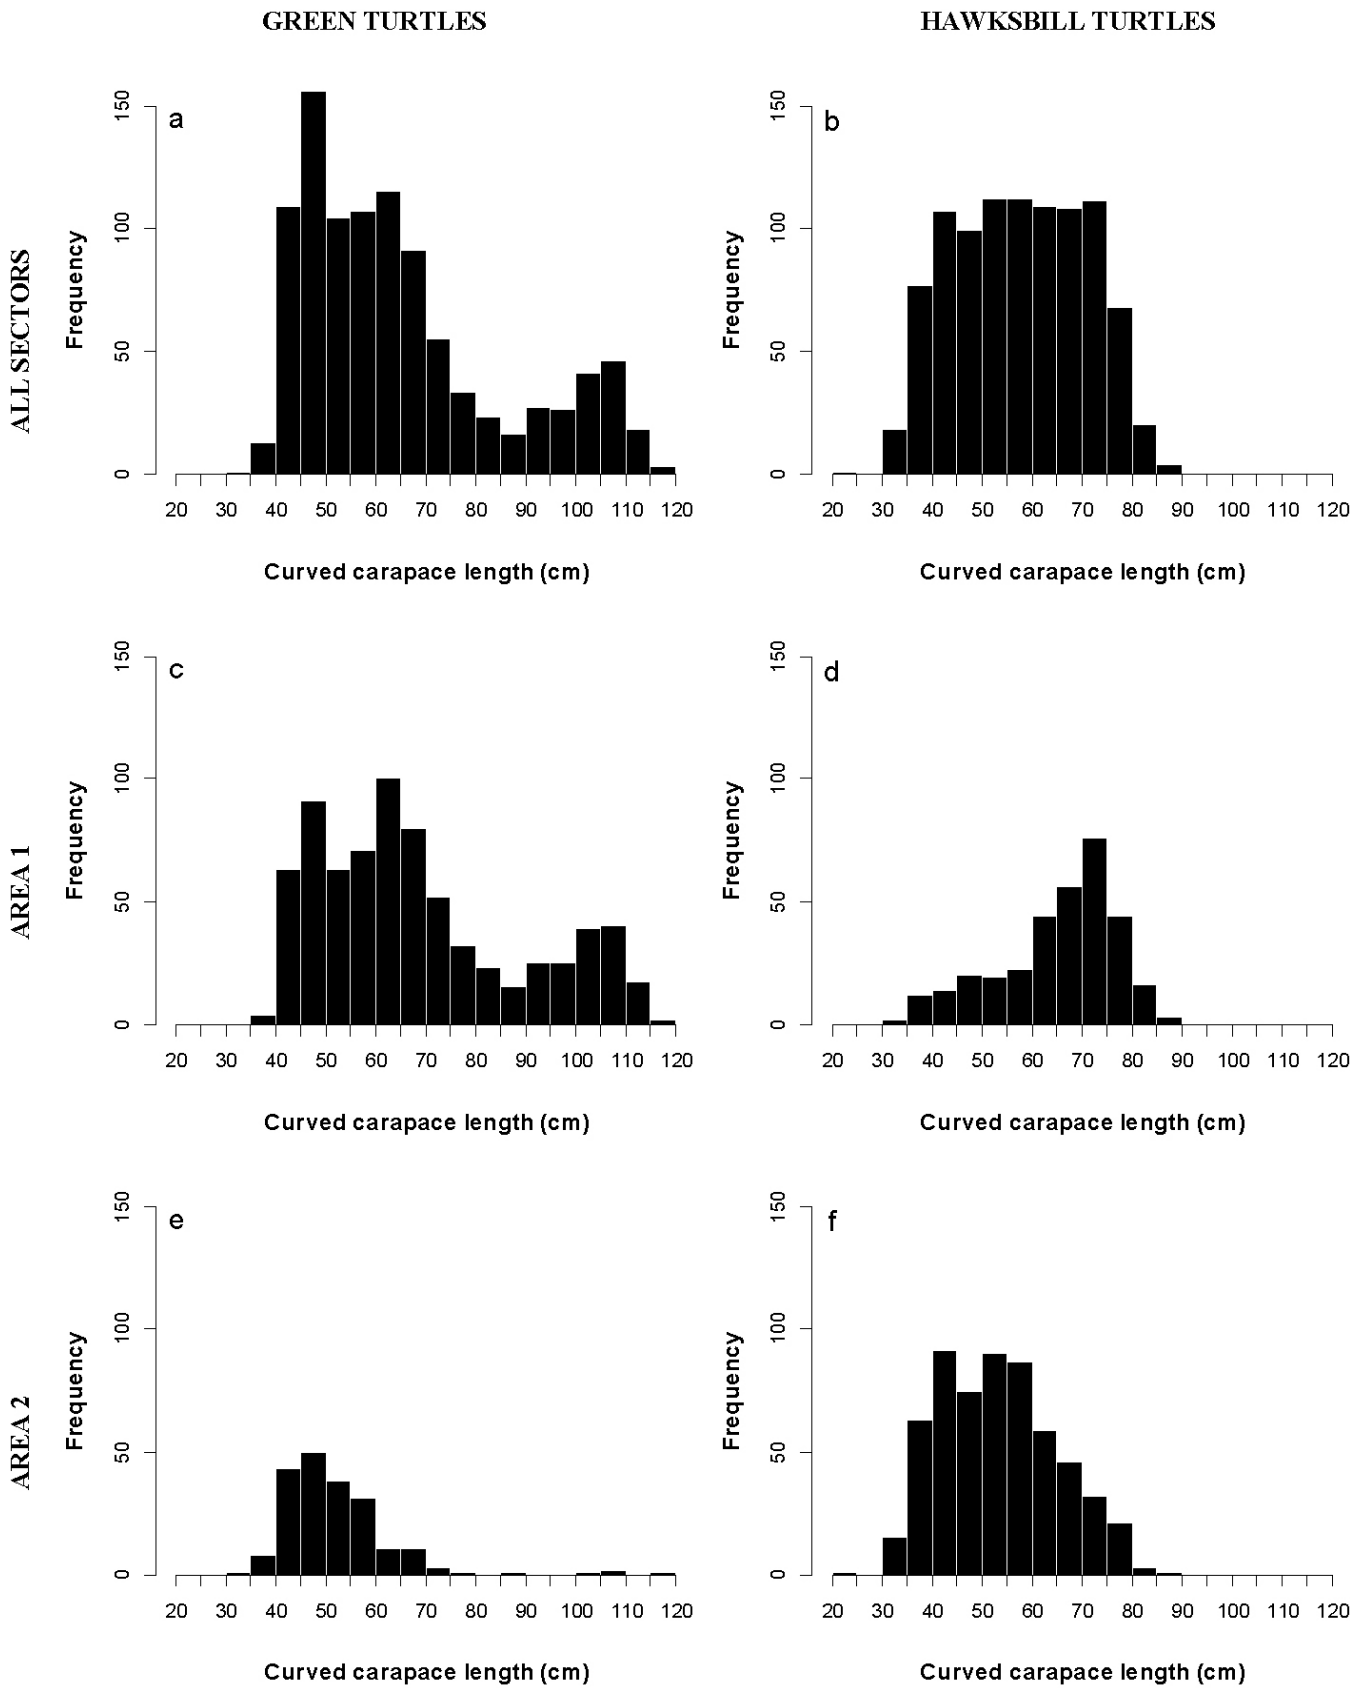 GREEN TURTLES
HAWKSBILL TURTLES
ALL SECTORS
a
Frequency
0 50 100 150
20 30 40 50 60 70 80 90 100 110 120
Curved carapace length (cm)
b
Frequency
0 50 100 150
20 30 40 50 60 70 80 90 100 110 120
Curved carapace length (cm)
AREA 1
c
Frequency
0 50 100 150
20 30 40 50 60 70 80 90 100 110 120
Curved carapace length (cm)
d
Frequency
0 50 100 150
20 30 40 50 60 70 80 90 100 110 120
Curved carapace length (cm)
AREA 2
e
Frequency
0 50 100 150
20 30 40 50 60 70 80 90 100 110 120
Curved carapace length (cm)
f
Frequency
0 50 100 150
20 30 40 50 60 70 80 90 100 110 120
Curved carapace length (cm)